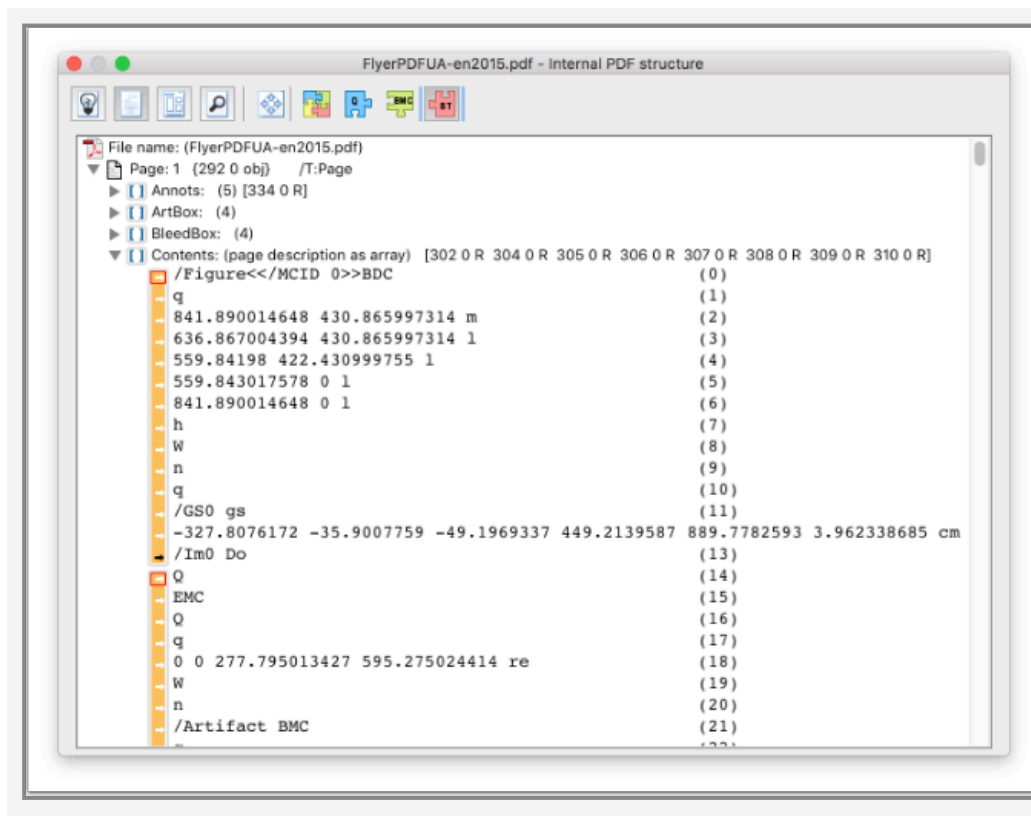 FlyerPDFUA-en2015.pdf - Internal PDF structure
Q EMC BT
File name: (FlyerPDFUA-en2015.pdf)
Page: 1 {292 0 obj} /T:Page
[ ] Annots: (5) [334 0 R]
[ ] ArtBox: (4)
[ ] BleedBox: (4)
[ ] Contents: (page description as array) [302 0 R 304 0 R 305 0 R 306 0 R 307 0 R 308 0 R 309 0 R 310 0 R]
/Figure<</MCID 0>>BDC (0)
q (1)
841.890014648 430.865997314 m (2)
636.867004394 430.865997314 l (3)
559.84198 422.430999755 l (4)
559.843017578 0 l (5)
841.890014648 0 l (6)
h (7)
W (8)
n (9)
q (10)
/GS0 gs (11)
-327.8076172 -35.9007759 -49.1969337 449.2139587 889.7782593 3.962338685 cm
/Im0 Do (13)
Q (14)
EMC (15)
Q (16)
q (17)
0 0 277.795013427 595.275024414 re (18)
W (19)
n (20)
/Artifact BMC (21)